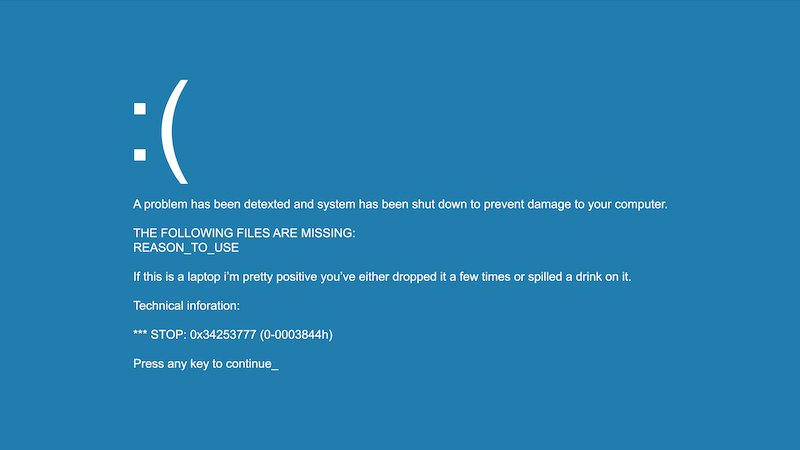 :(
A problem has been detexted and system has been shut down to prevent damage to your computer.
THE FOLLOWING FILES ARE MISSING:
REASON_TO_USE
If this is a laptop i’m pretty positive you’ve either dropped it a few times or spilled a drink on it.
Technical inforation:
*** STOP: 0x34253777 (0-0003844h)
Press any key to continue_